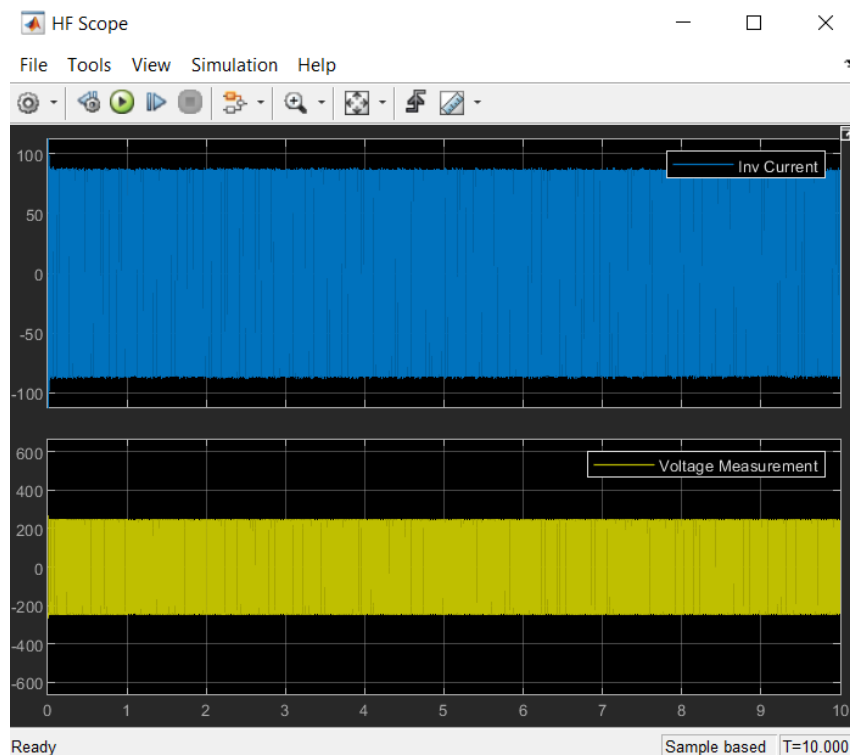 HF Scope
File Tools View Simulation Help
Inv Current
100
50
0
-50
-100
Voltage Measurement
600
400
200
0
-200
-400
-600
0 1 2 3 4 5 6 7 8 9 10
Ready Sample based T=10.000